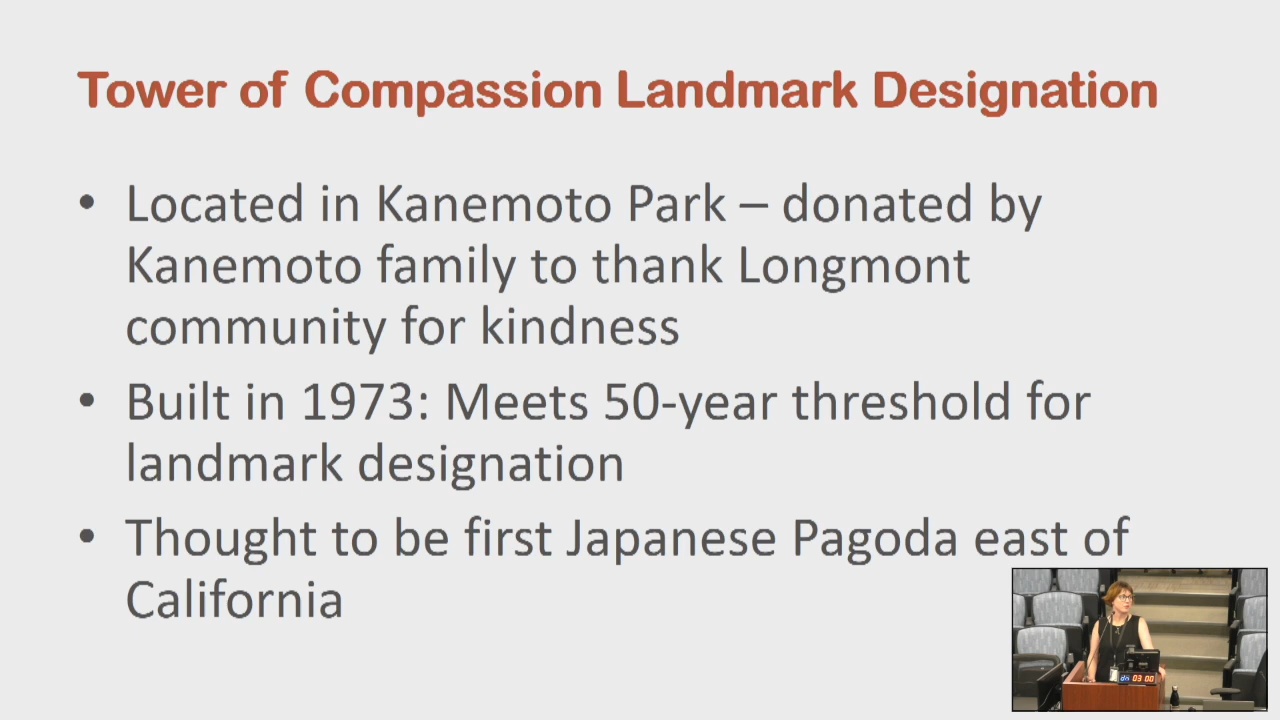 Tower of Compassion Landmark Designation
• Located in Kanemoto Park – donated by
Kanemoto family to thank Longmont
community for kindness
• Built in 1973: Meets 50-year threshold for
landmark designation
• Thought to be first Japanese Pagoda east of
California
03 00